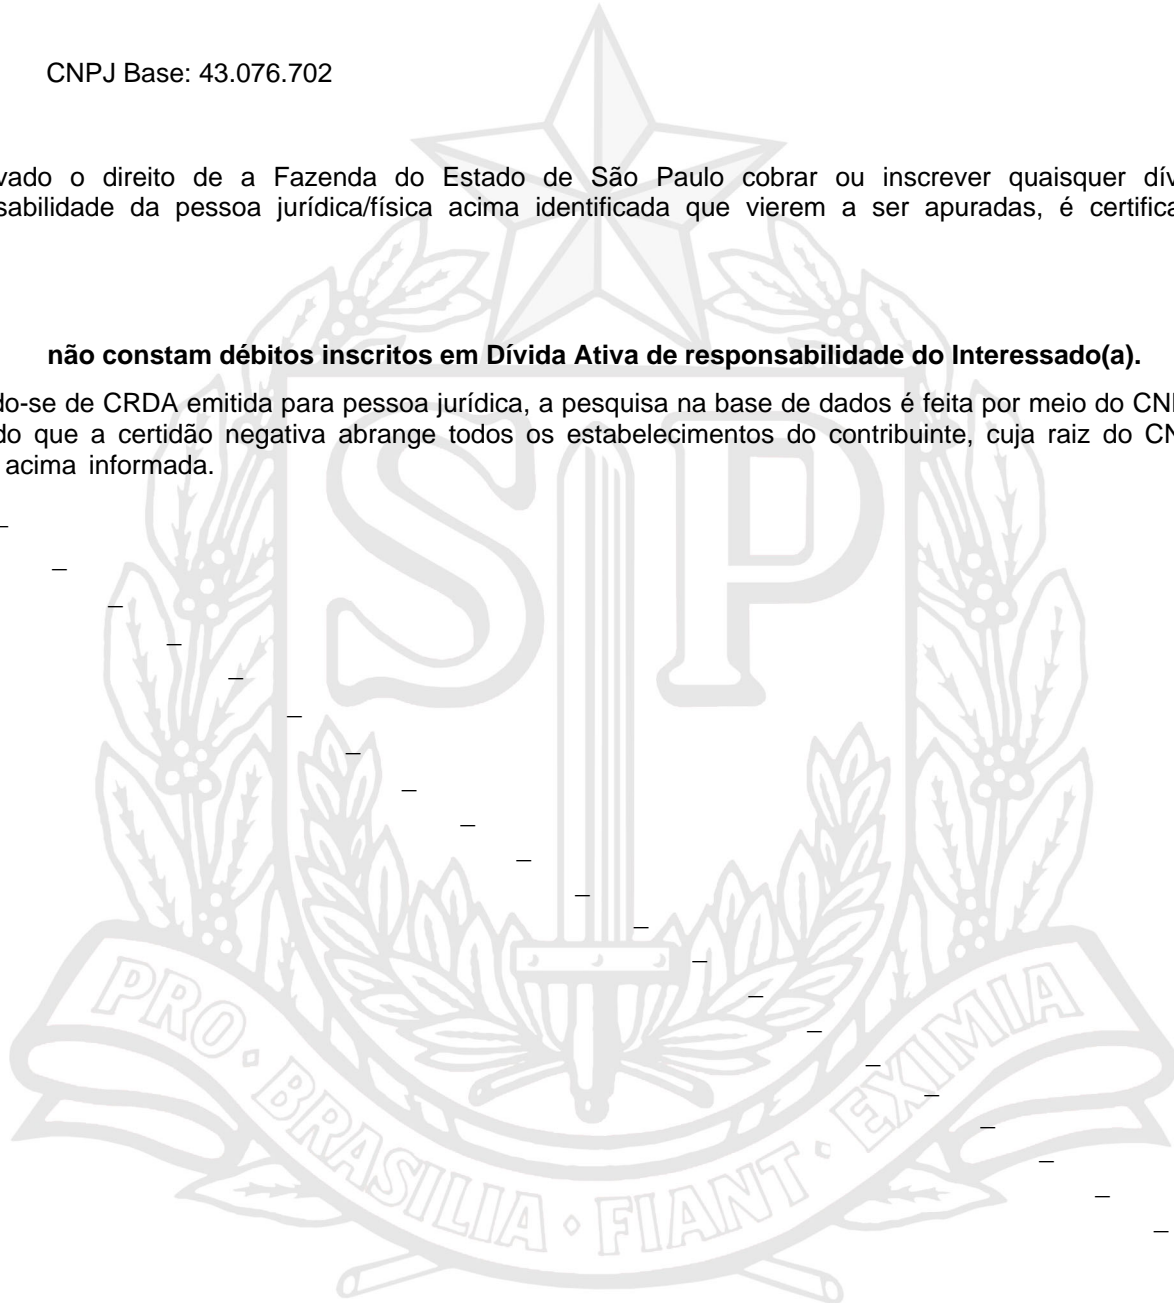 CNPJ Base: 43.076.702
vado o direito de a Fazenda do Estado de São Paulo cobrar ou inscrever quaisquer dív
sabilidade da pessoa jurídica/física acima identificada que vierem a ser apuradas, é certifica
não constam débitos inscritos em Dívida Ativa de responsabilidade do Interessado(a).
do-se de CRDA emitida para pessoa jurídica, a pesquisa na base de dados é feita por meio do CN
do que a certidão negativa abrange todos os estabelecimentos do contribuinte, cuja raiz do CN
acima informada.
SP
PRO • BRASILIA • FIANT • EXIMIA